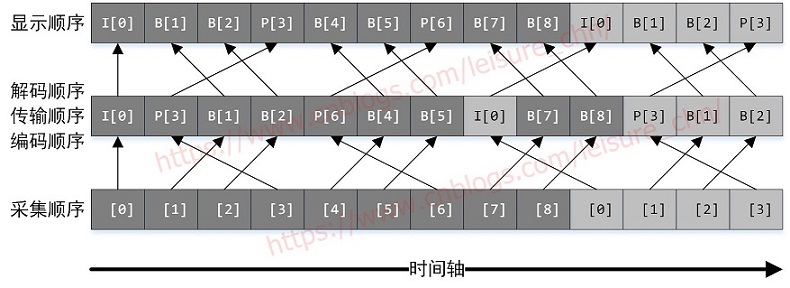 显示顺序 I[0] B[1] B[2] P[3] B[4] B[5] P[6] B[7] B[8] I[0] B[1] B[2] P[3]
解码顺序
传输顺序 I[0] P[3] B[1] B[2] P[6] B[4] B[5] I[0] B[7] B[8] P[3] B[1] B[2]
编码顺序
采集顺序 [0] [1] [2] [3] [4] [5] [6] [7] [8] [0] [1] [2] [3]
时间轴
https://www.cnblogs.com/leisure_chn/
https://www.cnblogs.com/leisure_chn/